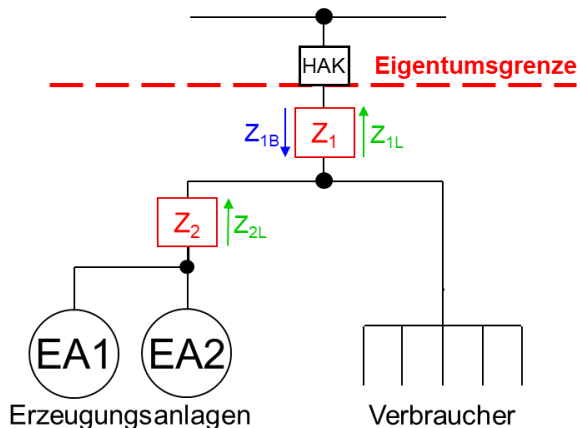 HAK
Eigentumsgrenze
Z1B
Z1
Z1L
Z2
Z2L
EA1
EA2
Erzeugungsanlagen
Verbraucher